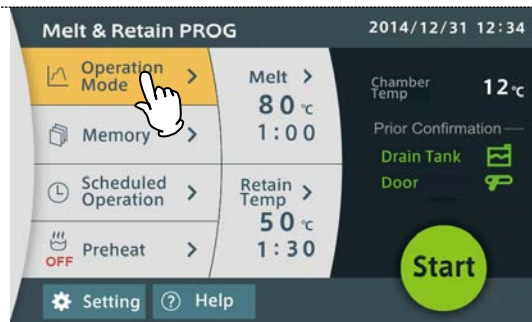 Melt & Retain PROG
2014/12/31 12:34
Operation
Mode
Memory
Scheduled
Operation
OFF Preheat
Melt
80℃
1:00
Retain
Temp
50℃
1:30
Chamber
Temp
12℃
Prior Confirmation
Drain Tank
Door
Start
Setting
? Help